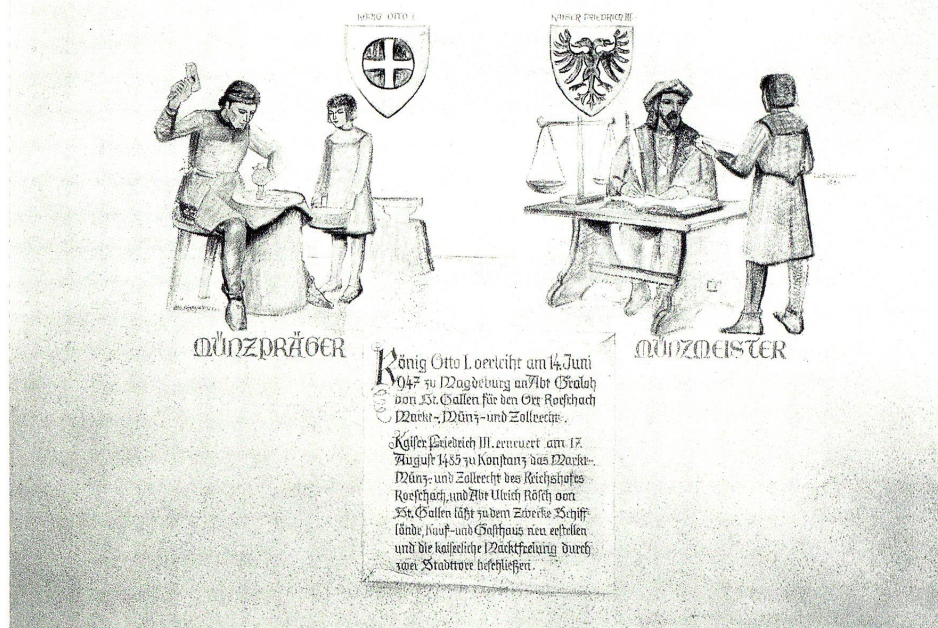 KÖNIG OTTO I.
KAISER FRIEDRICH III.
MÜNZPRÄGER
MÜNZMEISTER
König Otto I. verleiht am 14. Juni
947 zu Magdeburg an Abt Graloh
von St. Gallen für den Ort Rorschach
Markt-, Münz- und Zollrecht.
Kaiser Friedrich III. erneuert am 17.
August 1485 zu Konstanz das Markt-,
Münz- und Zollrecht des Reichshofes
Rorschach, und Abt Ulrich Rösch von
St. Gallen läßt zu dem Zwecke Schiff-
lände, Kauf- und Gasthaus neu erstellen
und die kaiserliche Marktfreiung durch
zwei Stadttore beschließen.